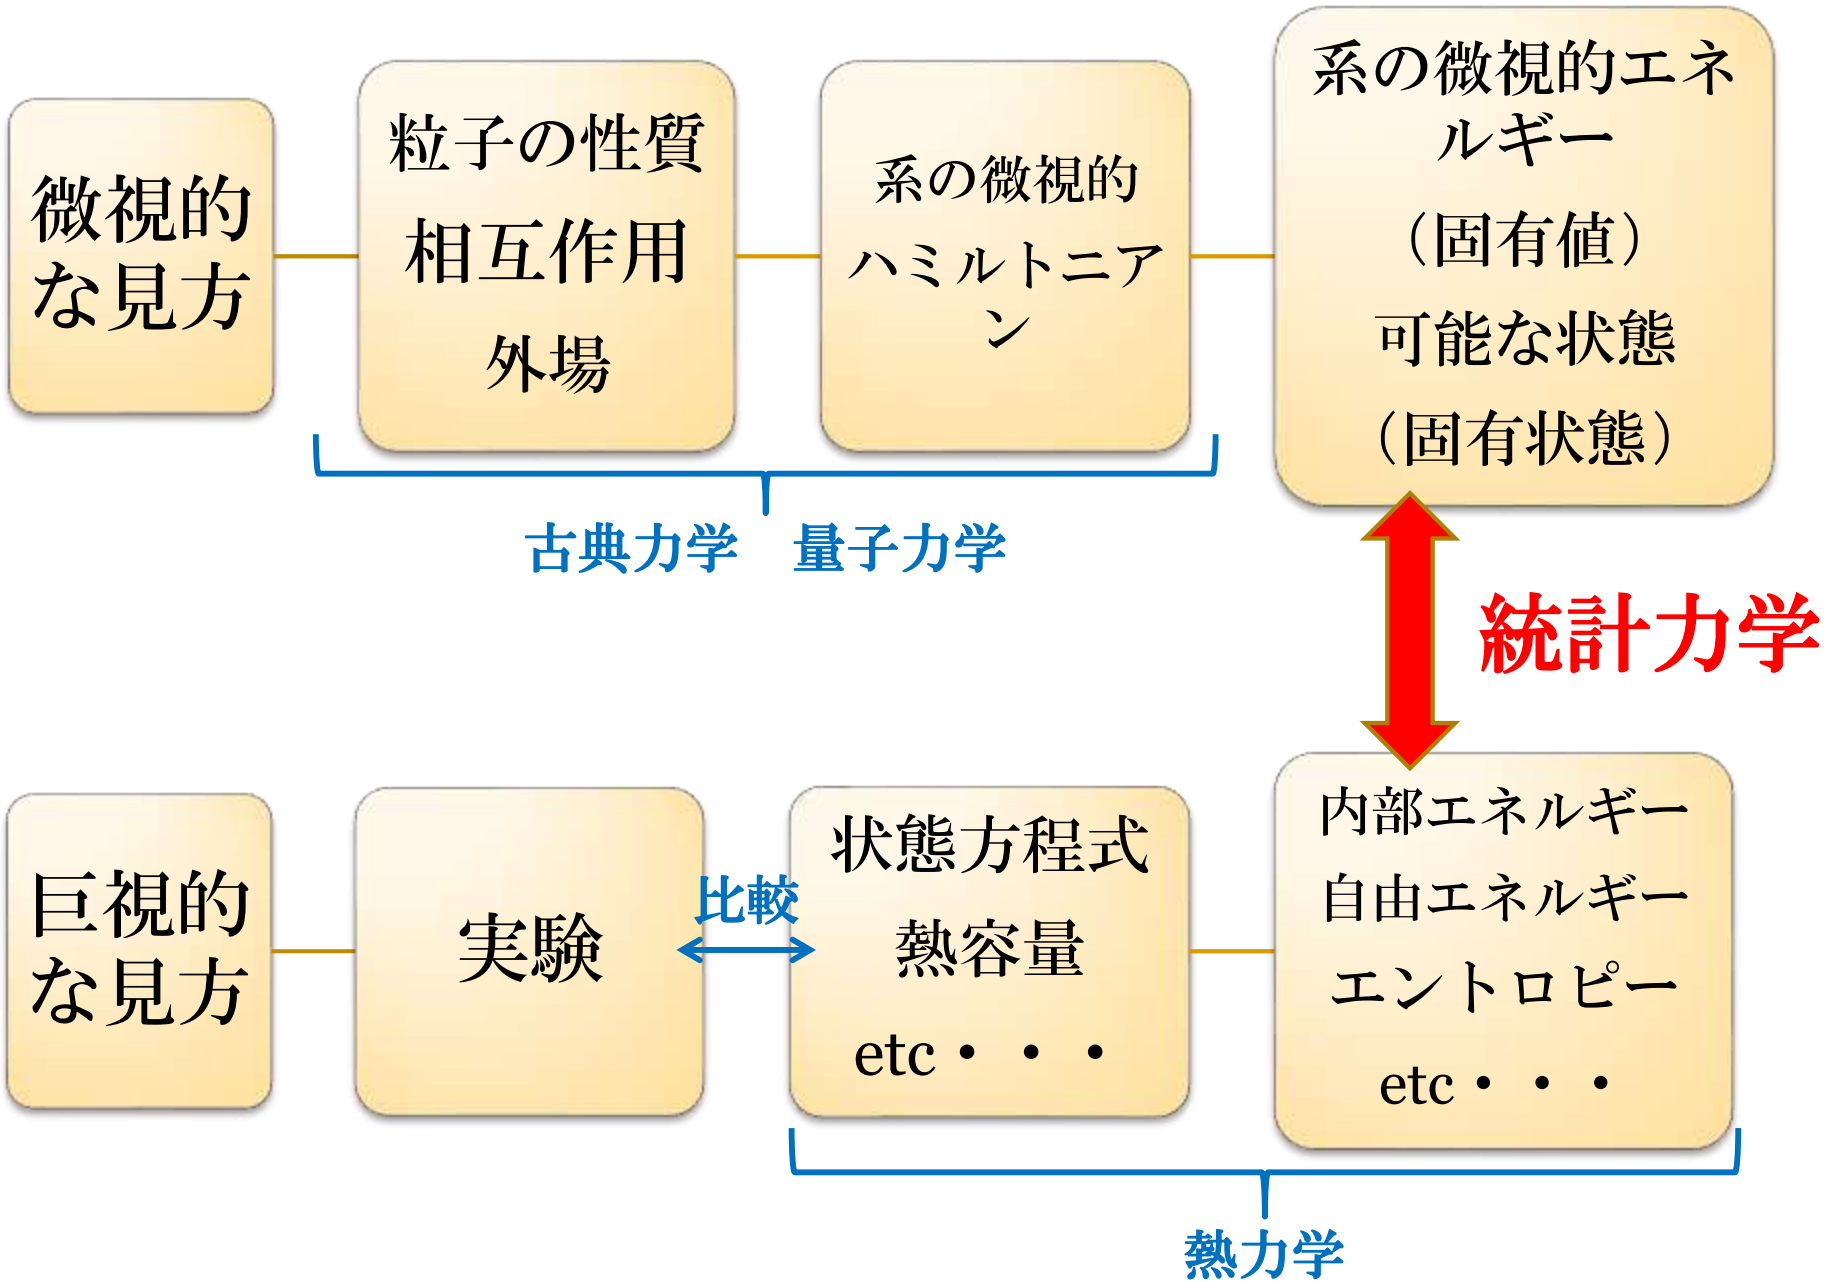 微視的
な見方
粒子の性質
相互作用
外場
系の微視的
ハミルトニア
ン
系の微視的エネ
ルギー
（固有値）
可能な状態
（固有状態）
古典力学　量子力学
統計力学
巨視的
な見方
実験
比較
状態方程式
熱容量
etc・・・
内部エネルギー
自由エネルギー
エントロピー
etc・・・
熱力学